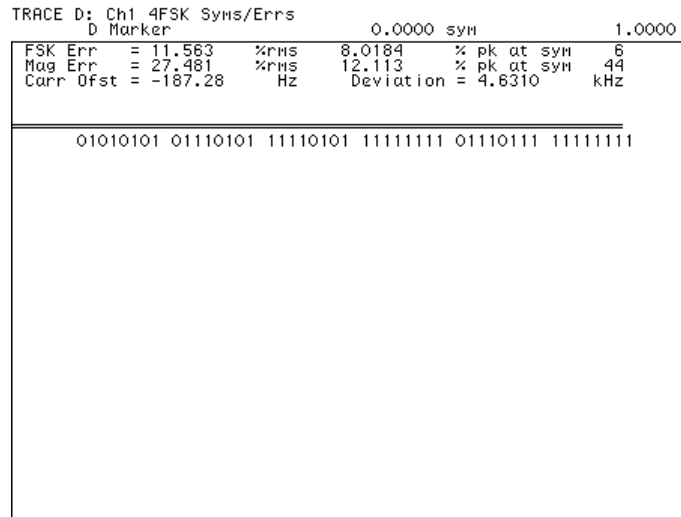 TRACE D: Ch1 4FSK Syms/Errs
D Marker 0.0000 sym 1.0000
FSK Err = 11.563 %rms 8.0184 % pk at sym 6
Mag Err = 27.481 %rms 12.113 % pk at sym 44
Carr Ofst = -187.28 Hz Deviation = 4.6310 kHz
01010101 01110101 11110101 11111111 01110111 11111111